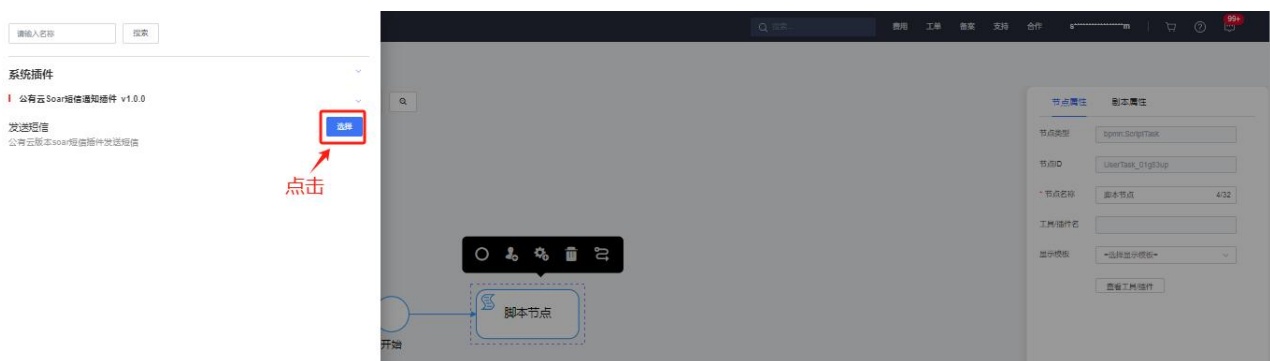 请输入名称
搜索
系统插件
公有云Soar短信通知插件 v1.0.0
发送短信
公有云版本soar短信插件发送短信
选择
点击
搜索...
费用
工单
备案
支持
合作
s******************m
99+
节点属性
剧本属性
节点类型
bpmn:ScriptTask
节点ID
UserTask_01g53up
* 节点名称
脚本节点
4/32
工具/插件名
显示模板
=选择显示模板=
查看工具/插件
脚本节点
开始